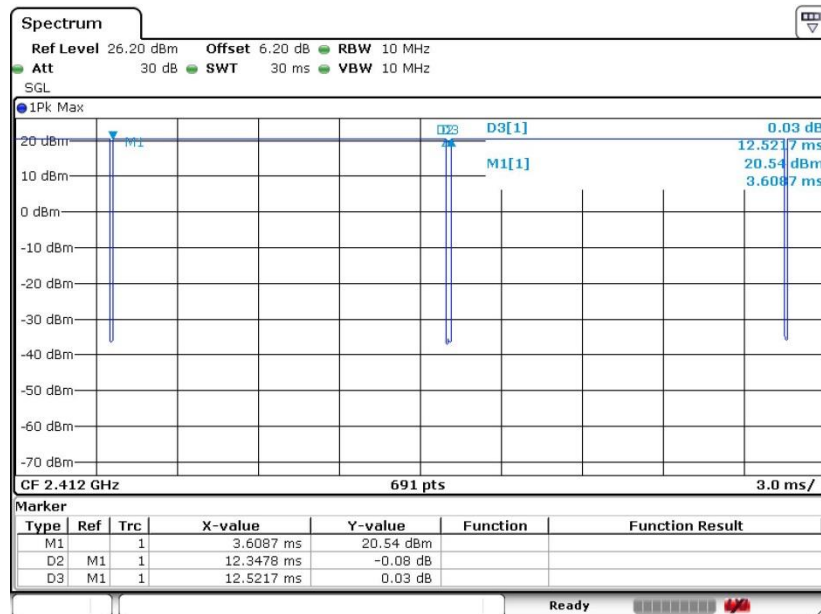 Spectrum
Ref Level 26.20 dBm Offset 6.20 dB RBW 10 MHz
Att 30 dB SWT 30 ms VBW 10 MHz
SGL
1Pk Max
D3[1] 0.03 dB
12.5217 ms
M1[1] 20.54 dBm
3.6087 ms
M1
20 dBm
10 dBm
0 dBm
-10 dBm
-20 dBm
-30 dBm
-40 dBm
-50 dBm
-60 dBm
-70 dBm
CF 2.412 GHz 691 pts 3.0 ms/
Marker
Type Ref Trc X-value Y-value Function Function Result
M1 1 3.6087 ms 20.54 dBm
D2 M1 1 12.3478 ms -0.08 dB
D3 M1 1 12.5217 ms 0.03 dB
Ready